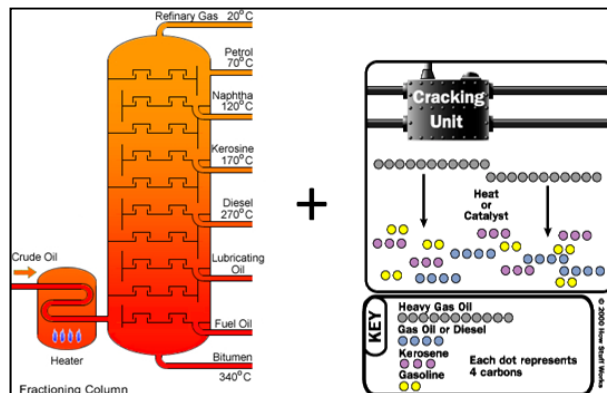 Refinary Gas 20°C
Petrol
70°C
Naphtha
120°C
Kerosine
170°C
Diesel
270°C
Lubricating
Oil
Crude Oil
Fuel Oil
Heater
Bitumen
340°C
Fractioning Column
+
Cracking
Unit
Heat
or
Catalyst
KEY
Heavy Gas Oil
Gas Oil or Diesel
Kerosene
Gasoline
Each dot represents
4 carbons
© 2000 How Stuff Works